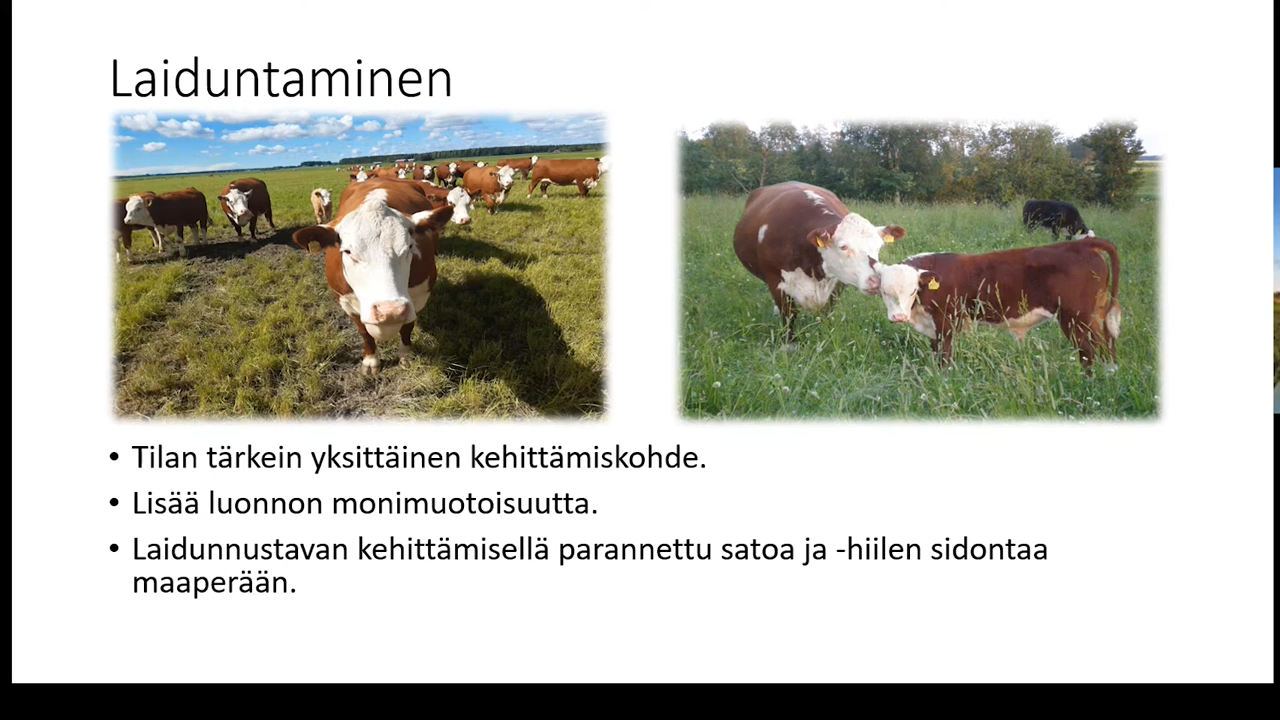 Laiduntaminen
• Tilan tärkein yksittäinen kehittämiskohde.
• Lisää luonnon monimuotoisuutta.
• Laidunnustavan kehittämisellä parannettu satoa ja -hiilen sidontaa
maaperään.